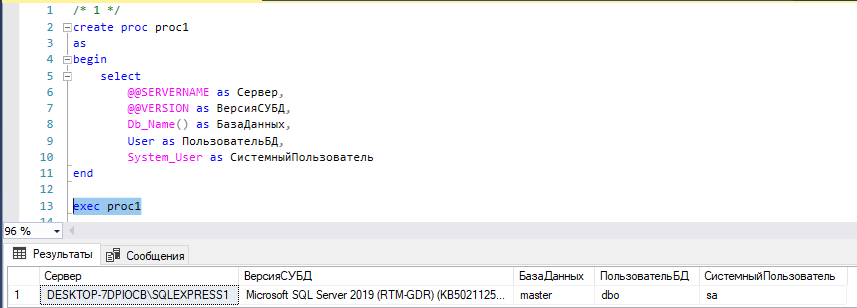 1 /* 1 */
2 create proc proc1
3 as
4 begin
5 select
6 @@SERVERNAME as Сервер,
7 @@VERSION as ВерсияСУБД,
8 Db_Name() as БазаДанных,
9 User as ПользовательБД,
10 System_User as СистемныйПользователь
11 end
12
13 exec proc1
96 %
Результаты Сообщения
Сервер ВерсияСУБД БазаДанных ПользовательБД СистемныйПользователь
1 DESKTOP-7DPIOCB\SQLEXPRESS1 Microsoft SQL Server 2019 (RTM-GDR) (KB5021125... master dbo sa